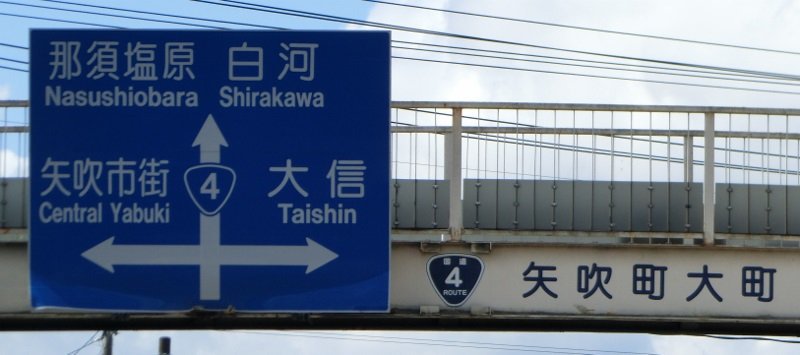 那須塩原 白河
Nasushiobara Shirakawa
矢吹市街 4 大信
Central Yabuki Taishin
国道
4
ROUTE
矢吹町大町